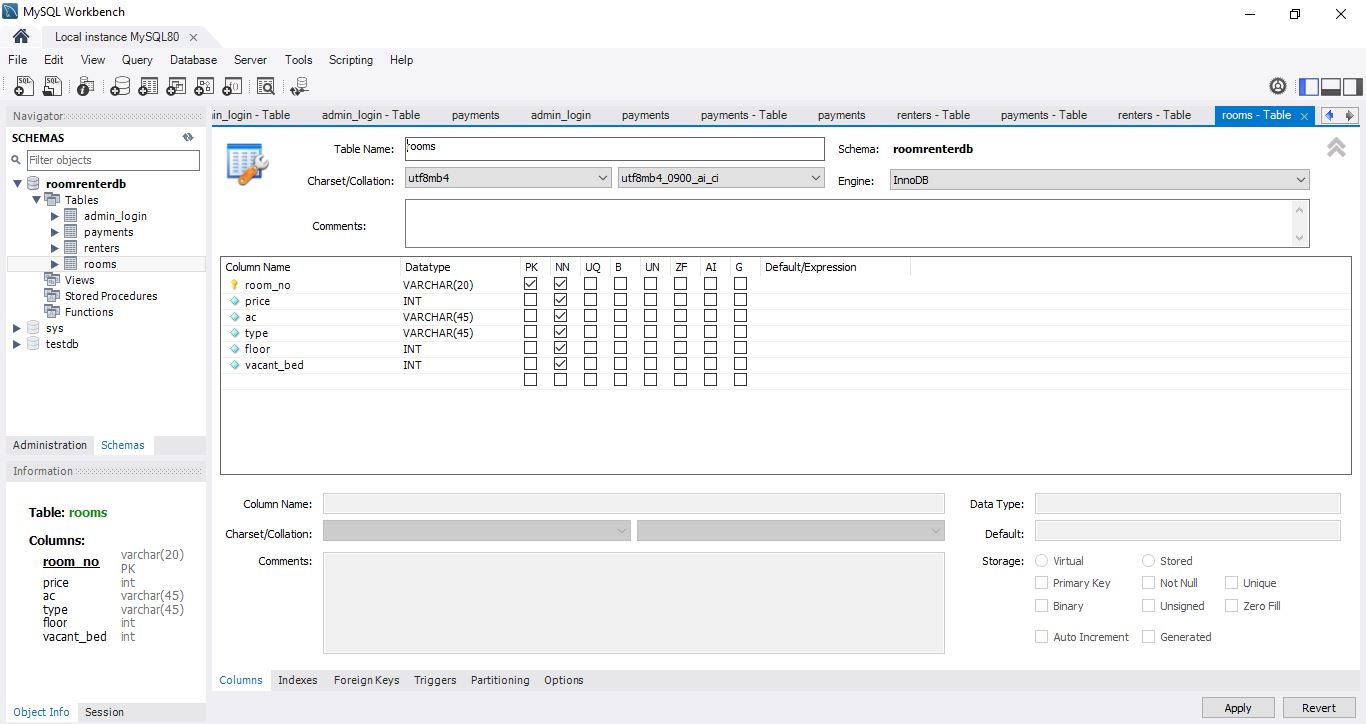 MySQL Workbench
Local instance MySQL80
File Edit View Query Database Server Tools Scripting Help
Navigator
SCHEMAS
Filter objects
roomrenterdb
Tables
admin_login
payments
renters
rooms
Views
Stored Procedures
Functions
sys
testdb
Administration Schemas
Information
Table: rooms
Columns:
room_no varchar(20) PK
price int
ac varchar(45)
type varchar(45)
floor int
vacant_bed int
Object Info Session
in_login - Table admin_login - Table payments admin_login payments payments - Table payments renters - Table payments - Table renters - Table rooms - Table
Table Name: rooms Schema: roomrenterdb
Charset/Collation: utf8mb4 utf8mb4_0900_ai_ci Engine: InnoDB
Comments:
Column Name Datatype PK NN UQ B UN ZF AI G Default/Expression
room_no VARCHAR(20)
price INT
ac VARCHAR(45)
type VARCHAR(45)
floor INT
vacant_bed INT
Column Name: Data Type:
Charset/Collation: Default:
Comments: Storage: Virtual Stored
Primary Key Not Null Unique
Binary Unsigned Zero Fill
Auto Increment Generated
Columns Indexes Foreign Keys Triggers Partitioning Options
Apply Revert